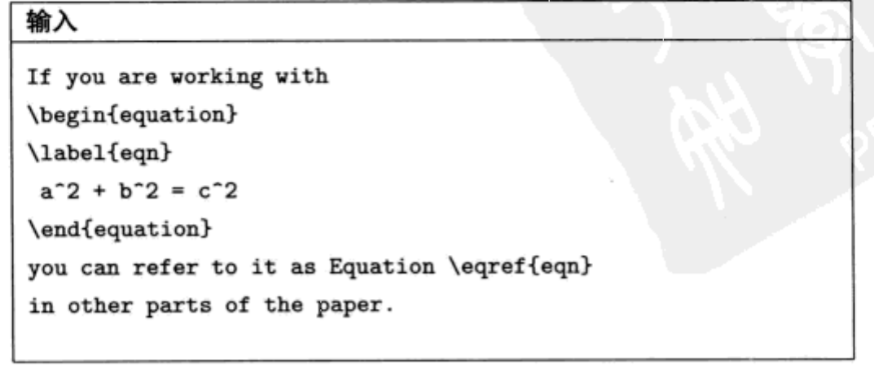 输入
If you are working with
\begin{equation}
\label{eqn}
 a^2 + b^2 = c^2
\end{equation}
you can refer to it as Equation \eqref{eqn}
in other parts of the paper.